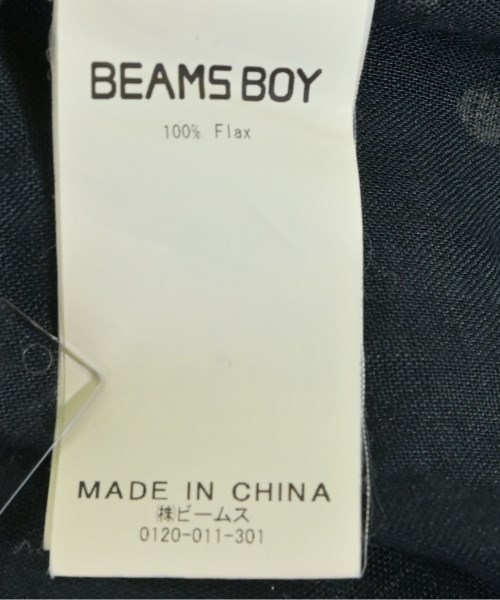 BEAMS BOY
100% Flax
MADE IN CHINA
㈱ビームス
0120-011-301